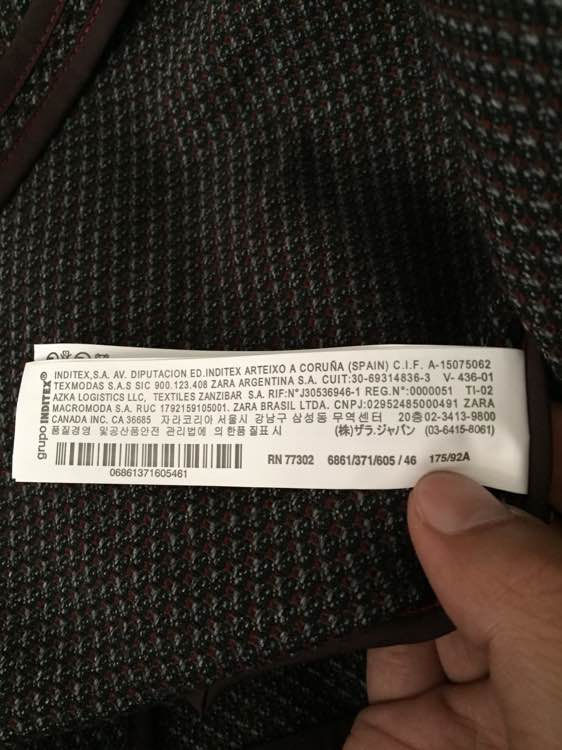 INDITEX,S.A. AV. DIPUTACION ED.INDITEX ARTEIXO A CORUÑA (SPAIN) C.I.F. A-15075062
TEXMODAS S.A.S SIC 900.123.408 ZARA ARGENTINA S.A. CUIT:30-69314836-3 V- 436-01
AZKA LOGISTICS LLC, TEXTILES ZANZIBAR S.A. RIF:N°J30536946-1 REG.N°:0000051 TI-02
MACROMODA S.A. RUC 1792159105001. ZARA BRASIL LTDA. CNPJ:02952485000491 ZARA
CANADA INC. CA 36685 자라코리아 서울시 강남구 삼성동 무역센터 20층02-3413-9800
품질경영 및공산품안전 관리법에 의한품질표시 (株)ザラ.ジャパン (03-6415-8061)
grupo INDITEX®
06861371605461
RN 77302 6861/371/605/46 175/92A